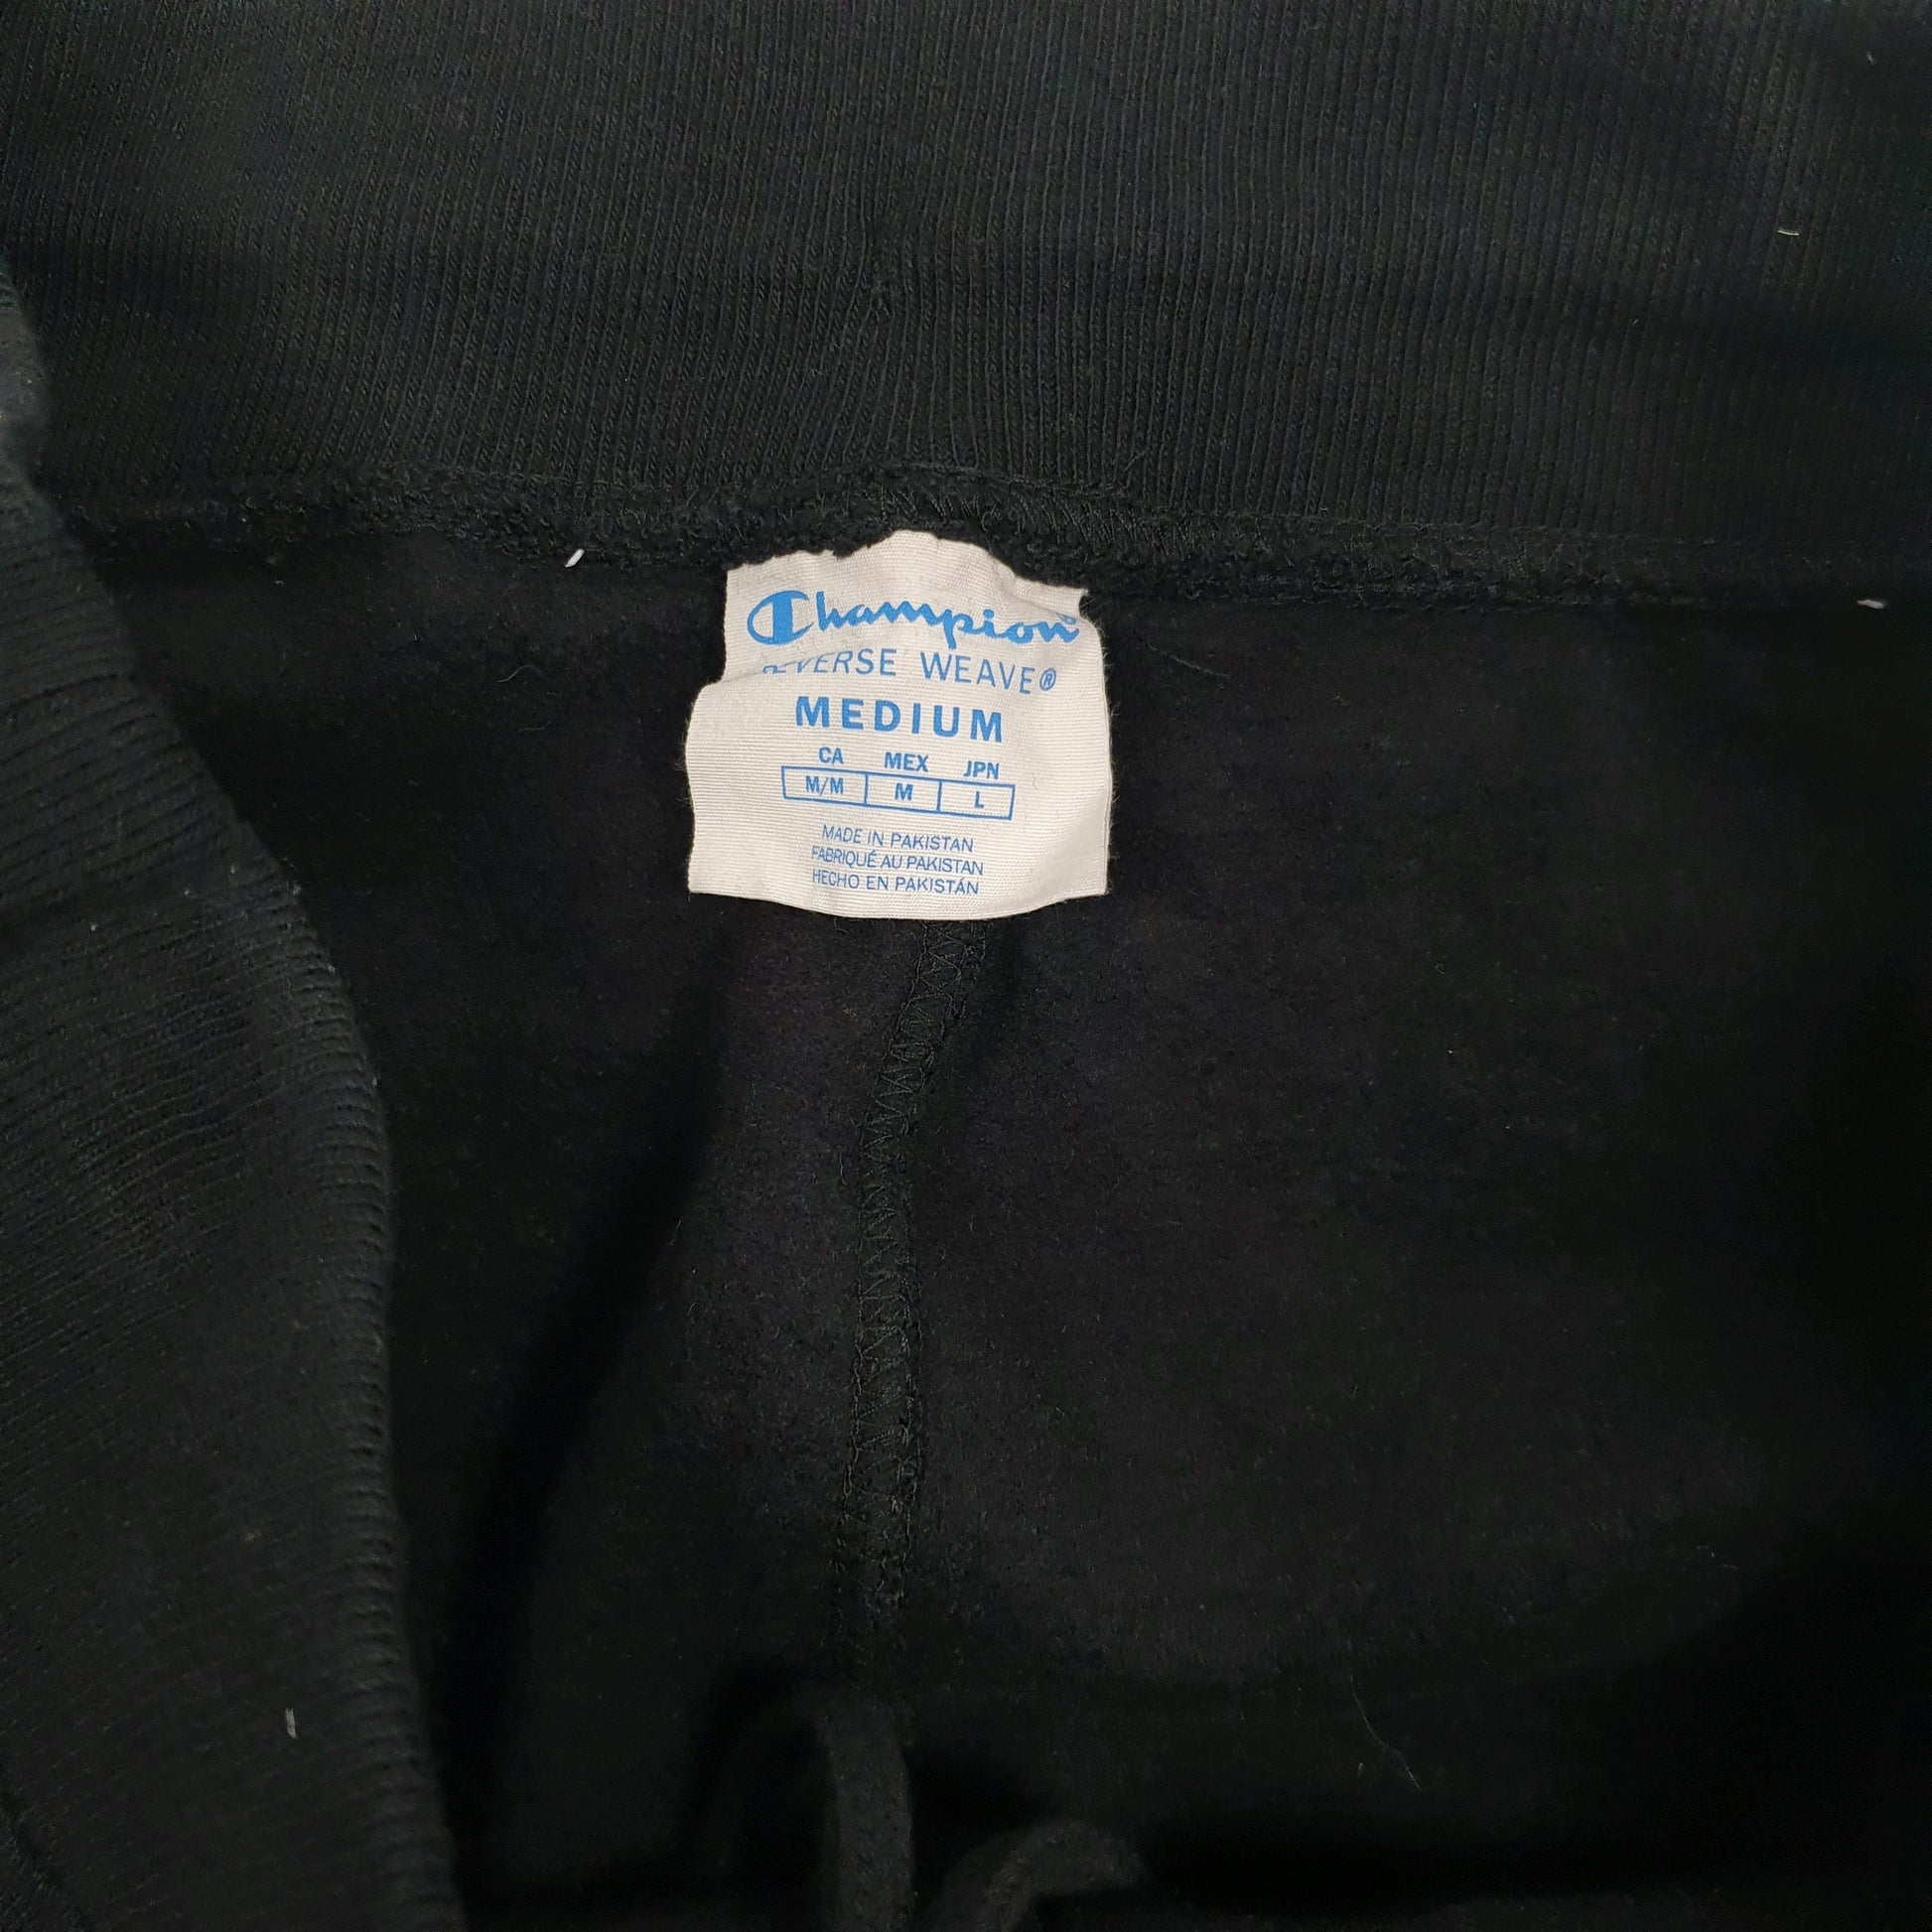 Champion®
REVERSE WEAVE®
MEDIUM
CA MEX JPN
M/M M L
MADE IN PAKISTAN
FABRIQUÉ AU PAKISTAN
HECHO EN PAKISTÁN